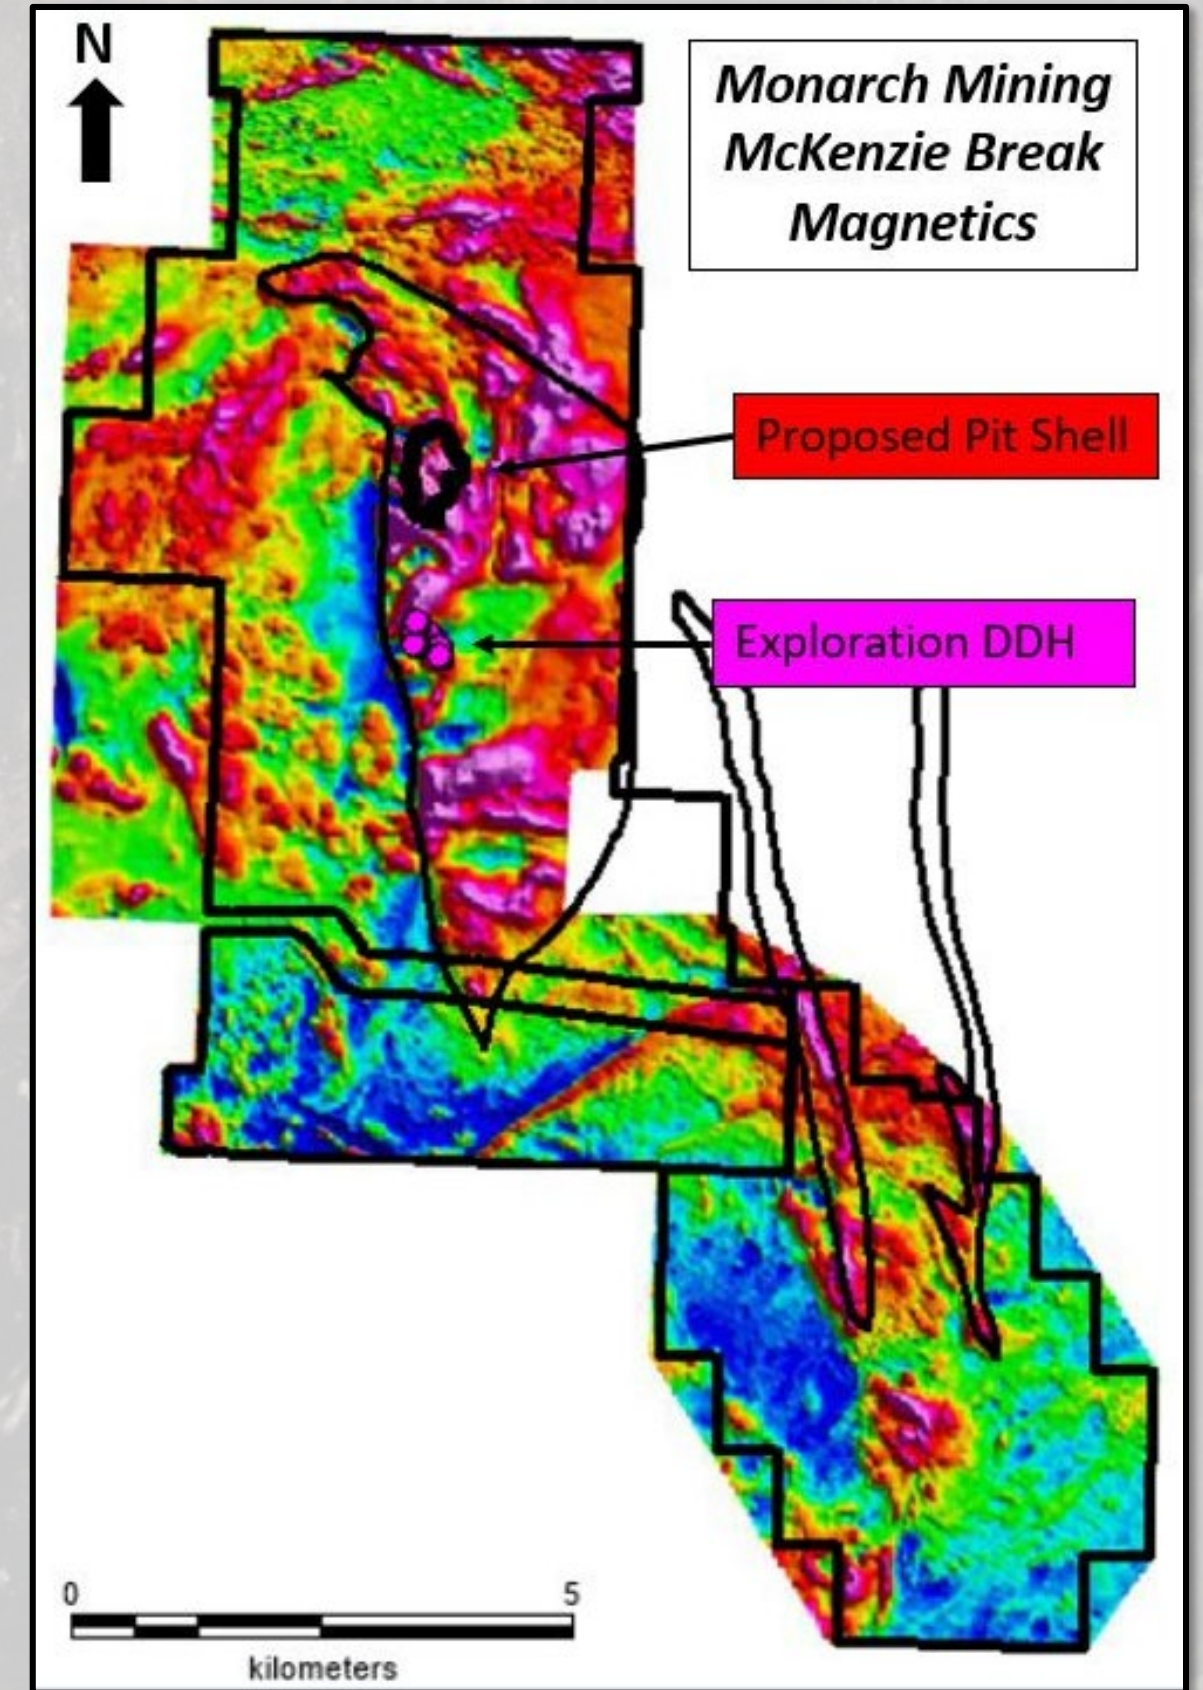 N
Monarch Mining
McKenzie Break
Magnetics
Proposed Pit Shell
Exploration DDH
0 5
kilometers